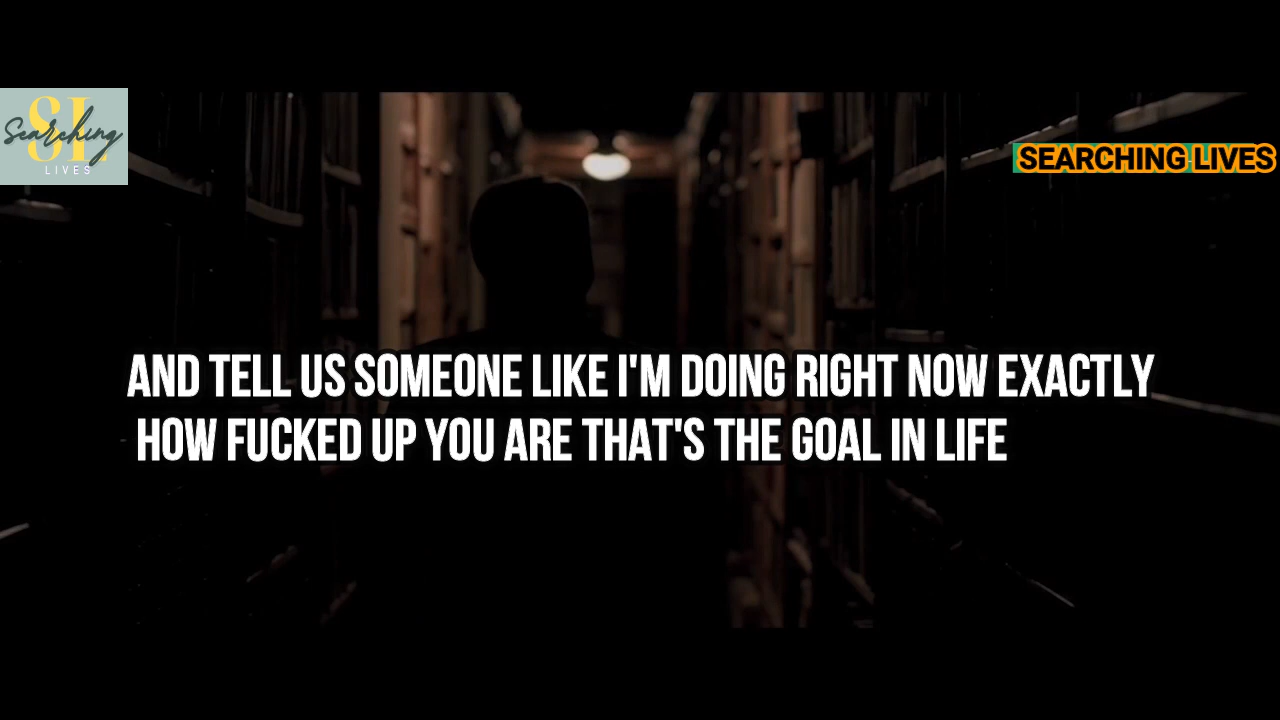 SL
Searching
LIVES
SEARCHING LIVES
AND TELL US SOMEONE LIKE I'M DOING RIGHT NOW EXACTLY
HOW FUCKED UP YOU ARE THAT'S THE GOAL IN LIFE